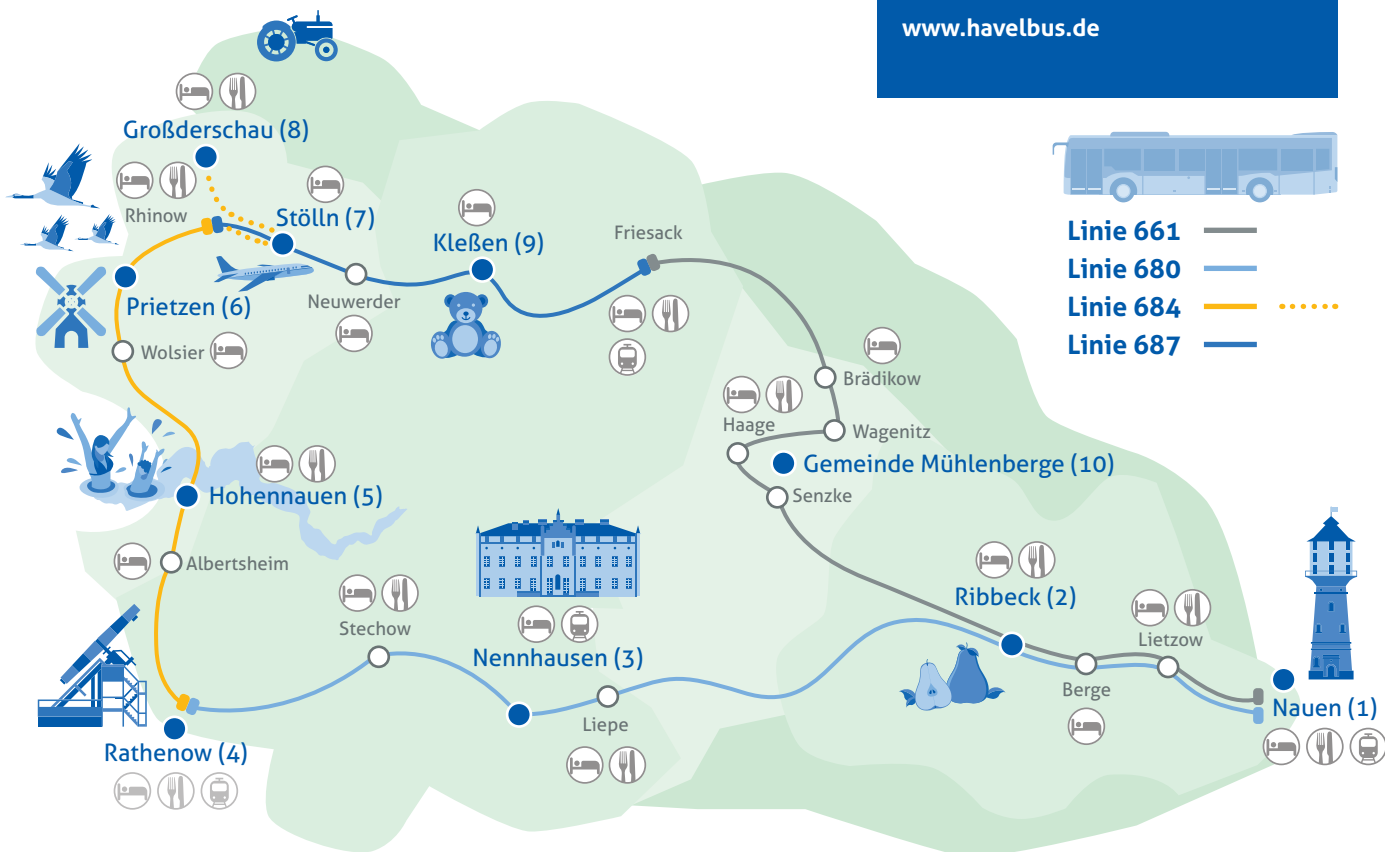 www.havelbus.de
Großderschau (8)
Rhinow
Stölln (7)
Kleßen (9)
Friesack
Linie 661
Linie 680
Linie 684
Linie 687
Prietzen (6)
Neuwerder
Wolsier
Brädikow
Haage
Wagenitz
Gemeinde Mühlenberge (10)
Hohennauen (5)
Senzke
Albertsheim
Ribbeck (2)
Stechow
Lietzow
Nennhausen (3)
Berge
Liepe
Nauen (1)
Rathenow (4)